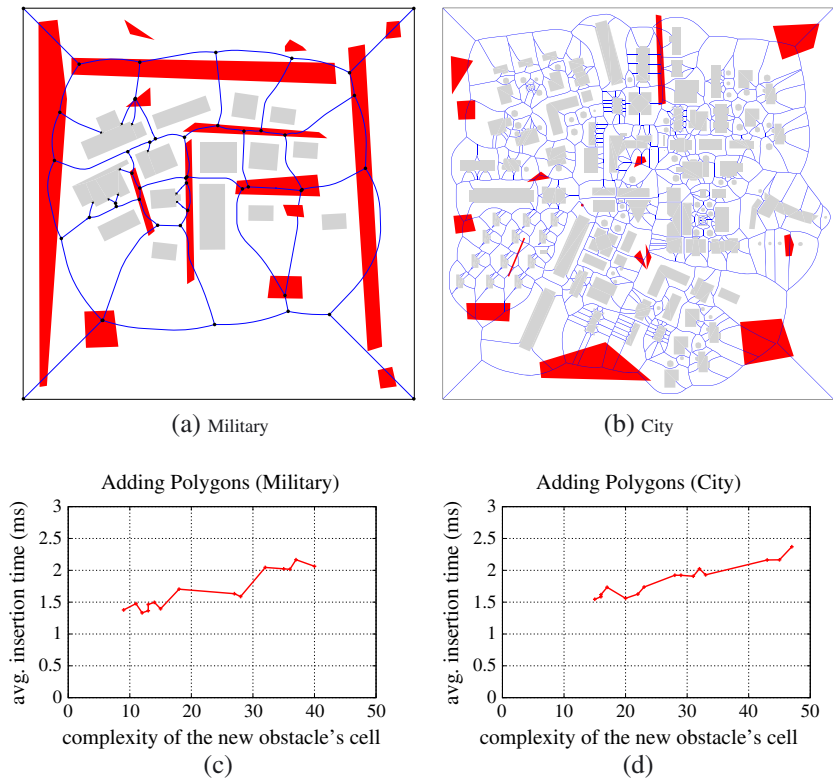 (a) Military
(b) City
Adding Polygons (Military)
avg. insertion time (ms)
3
2.5
2
1.5
1
0.5
0
0 10 20 30 40 50
complexity of the new obstacle's cell
(c)
Adding Polygons (City)
avg. insertion time (ms)
3
2.5
2
1.5
1
0.5
0
0 10 20 30 40 50
complexity of the new obstacle's cell
(d)